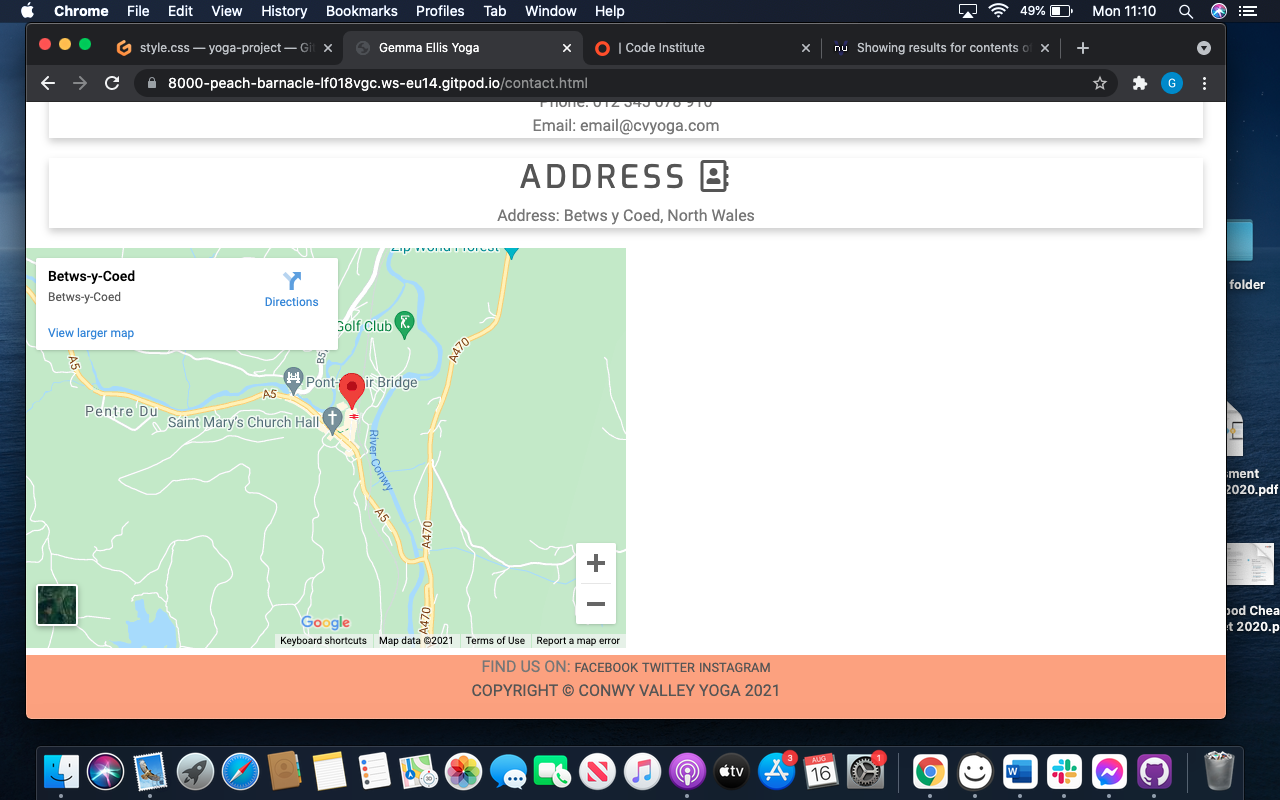 Chrome File Edit View History Bookmarks Profiles Tab Window Help 49% Mon 11:10
style.css — yoga-project — Git
Gemma Ellis Yoga
| Code Institute
nu Showing results for contents of
8000-peach-barnacle-lf018vgc.ws-eu14.gitpod.io/contact.html
G
Phone: 012 345 678 910
Email: email@cvyoga.com
ADDRESS
Address: Betws y Coed, North Wales
Zip World Fforest
Betws-y-Coed
Betws-y-Coed
Directions
View larger map
Golf Club
A470
A5
Pont-y-Pair Bridge
A5
Pentre Du
Saint Mary's Church Hall
River Conwy
A5
A470
A470
Google
Keyboard shortcuts Map data ©2021 Terms of Use Report a map error
FIND US ON: FACEBOOK TWITTER INSTAGRAM
COPYRIGHT © CONWY VALLEY YOGA 2021
folder
sment
2020.pdf
ood Chea
et 2020.p
tv
3
AUG
16
1